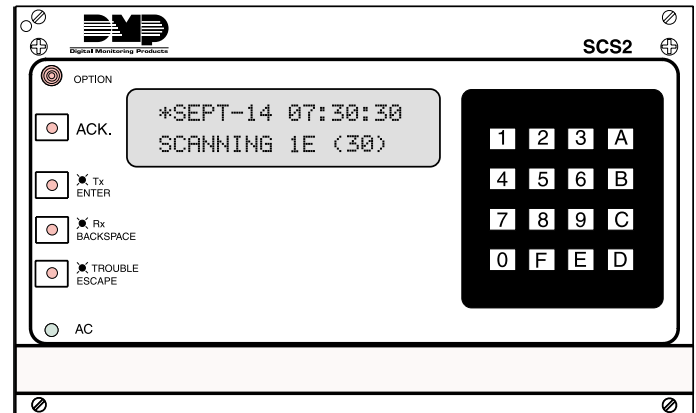 DMP
Digital Monitoring Products
SCS2
OPTION
ACK.
*SEPT-14 07:30:30
SCANNING 1E (30)
Tx
ENTER
Rx
BACKSPACE
TROUBLE
ESCAPE
AC
1 2 3 A
4 5 6 B
7 8 9 C
0 F E D